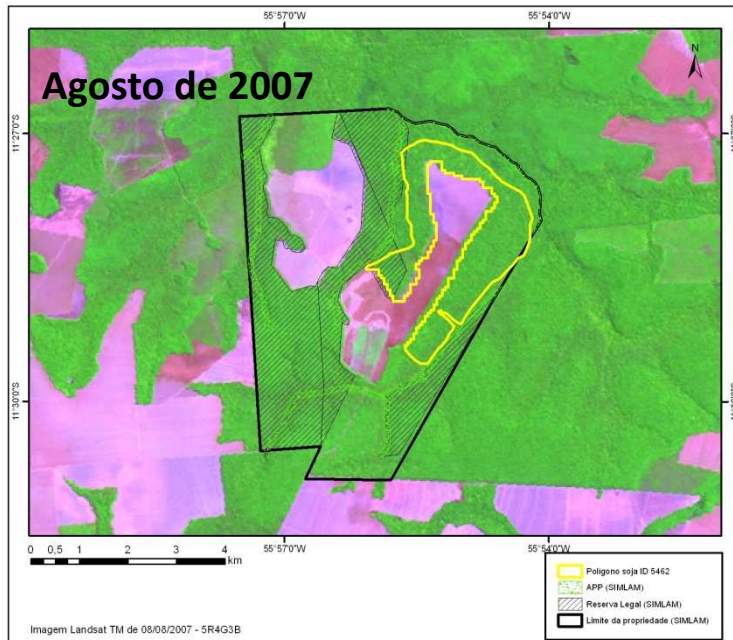 55°57'0"W 55°54'0"W
N
Agosto de 2007
11°27'0"S
11°30'0"S
55°57'0"W 55°54'0"W
0 0,5 1 2 3 4
km
Poligono soja ID 5462
APP (SIMLAM)
Reserva Legal (SIMLAM)
Limite da propriedade (SIMLAM)
Imagem Landsat TM de 08/08/2007 - 5R4G3B